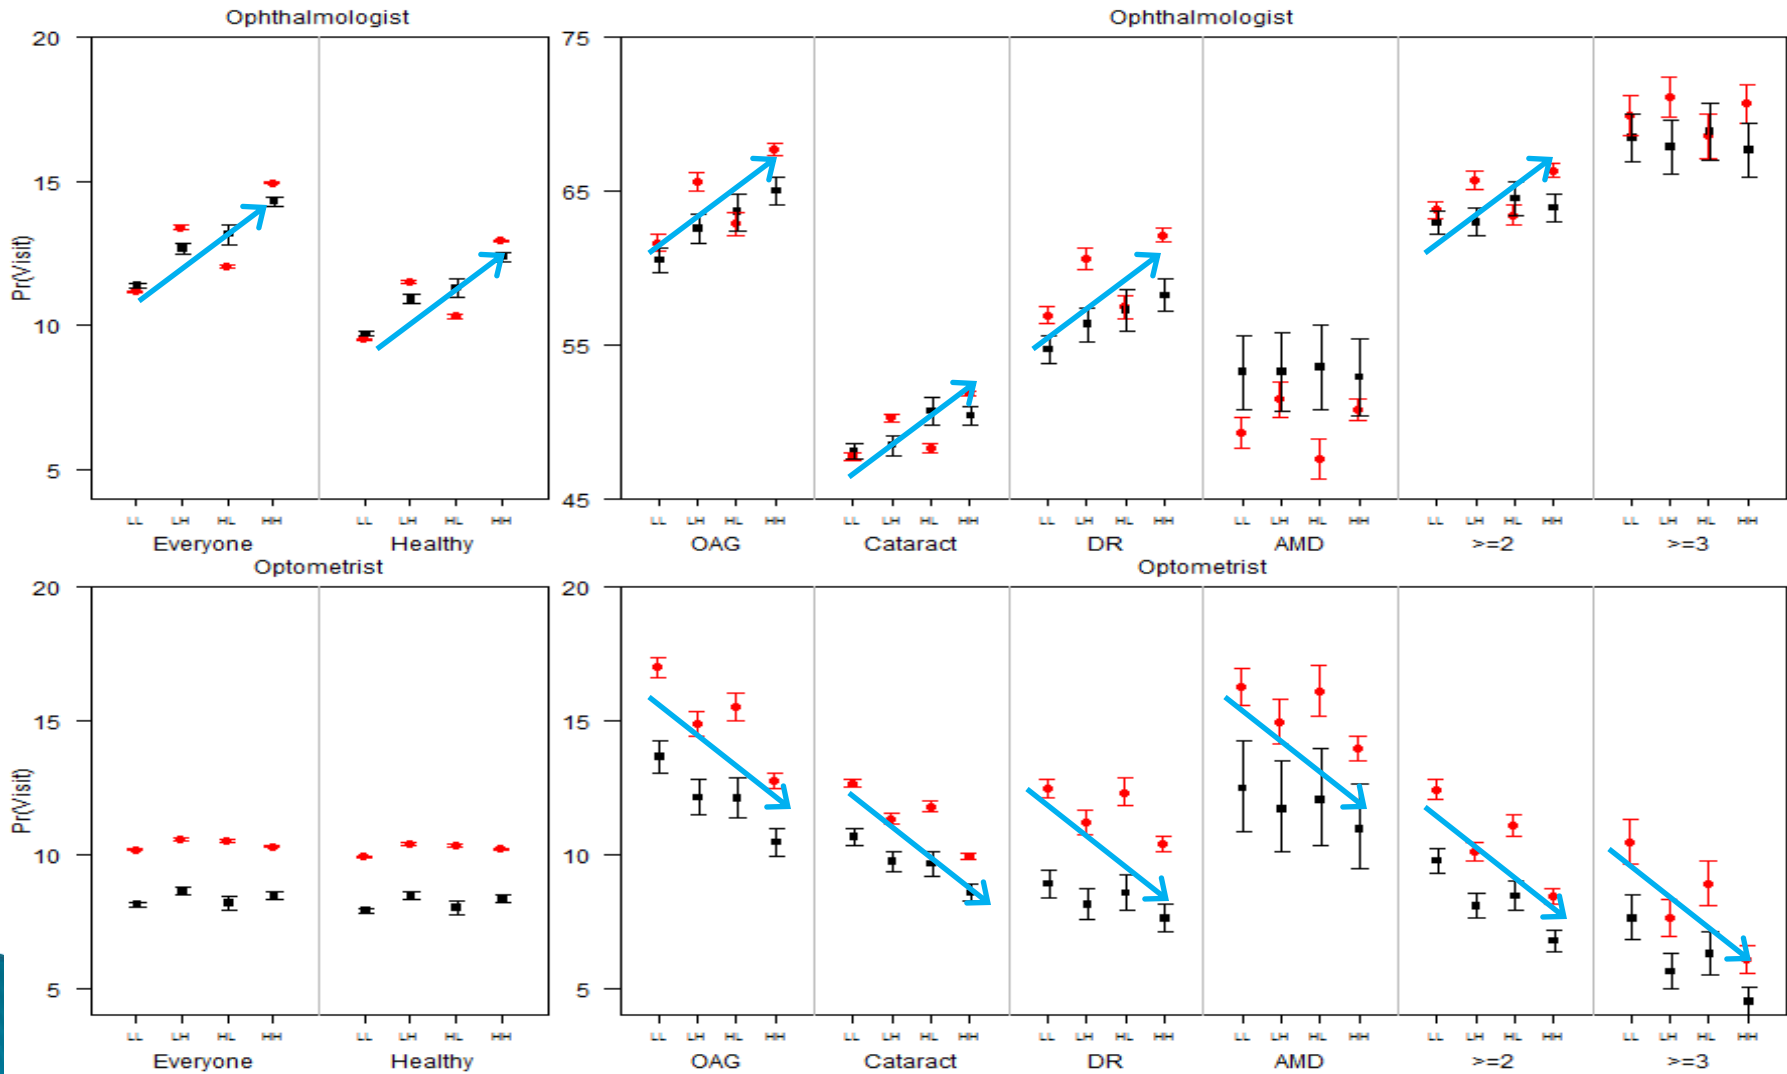 Ophthalmologist Ophthalmologist
20 75
15 65
10 55
5 45
Pr(Visit)
LL LH HL HH LL LH HL HH LL LH HL HH LL LH HL HH LL LH HL HH LL LH HL HH LL LH HL HH LL LH HL HH
Everyone Healthy OAG Cataract DR AMD >=2 >=3
Optometrist Optometrist
20 20
15 15
10 10
5 5
Pr(Visit)
LL LH HL HH LL LH HL HH LL LH HL HH LL LH HL HH LL LH HL HH LL LH HL HH LL LH HL HH LL LH HL HH
Everyone Healthy OAG Cataract DR AMD >=2 >=3